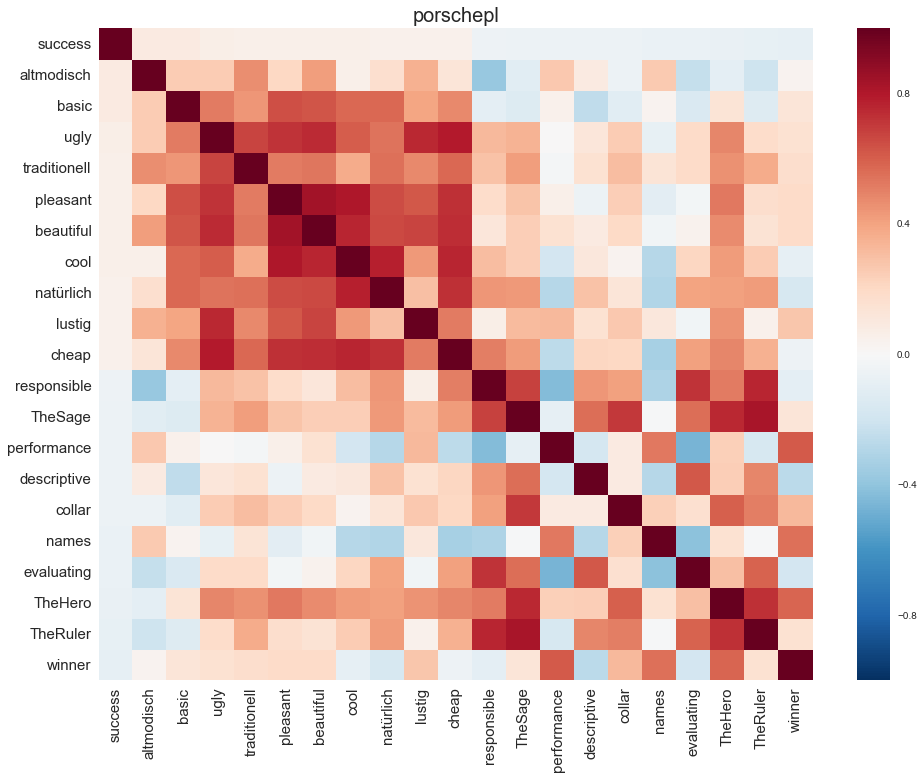 porschepl
success
altmodisch
basic
ugly
traditionell
pleasant
beautiful
cool
natürlich
lustig
cheap
responsible
TheSage
performance
descriptive
collar
names
evaluating
TheHero
TheRuler
winner
success
altmodisch
basic
ugly
traditionell
pleasant
beautiful
cool
natürlich
lustig
cheap
responsible
TheSage
performance
descriptive
collar
names
evaluating
TheHero
TheRuler
winner
0.8
0.4
0.0
−0.4
−0.8